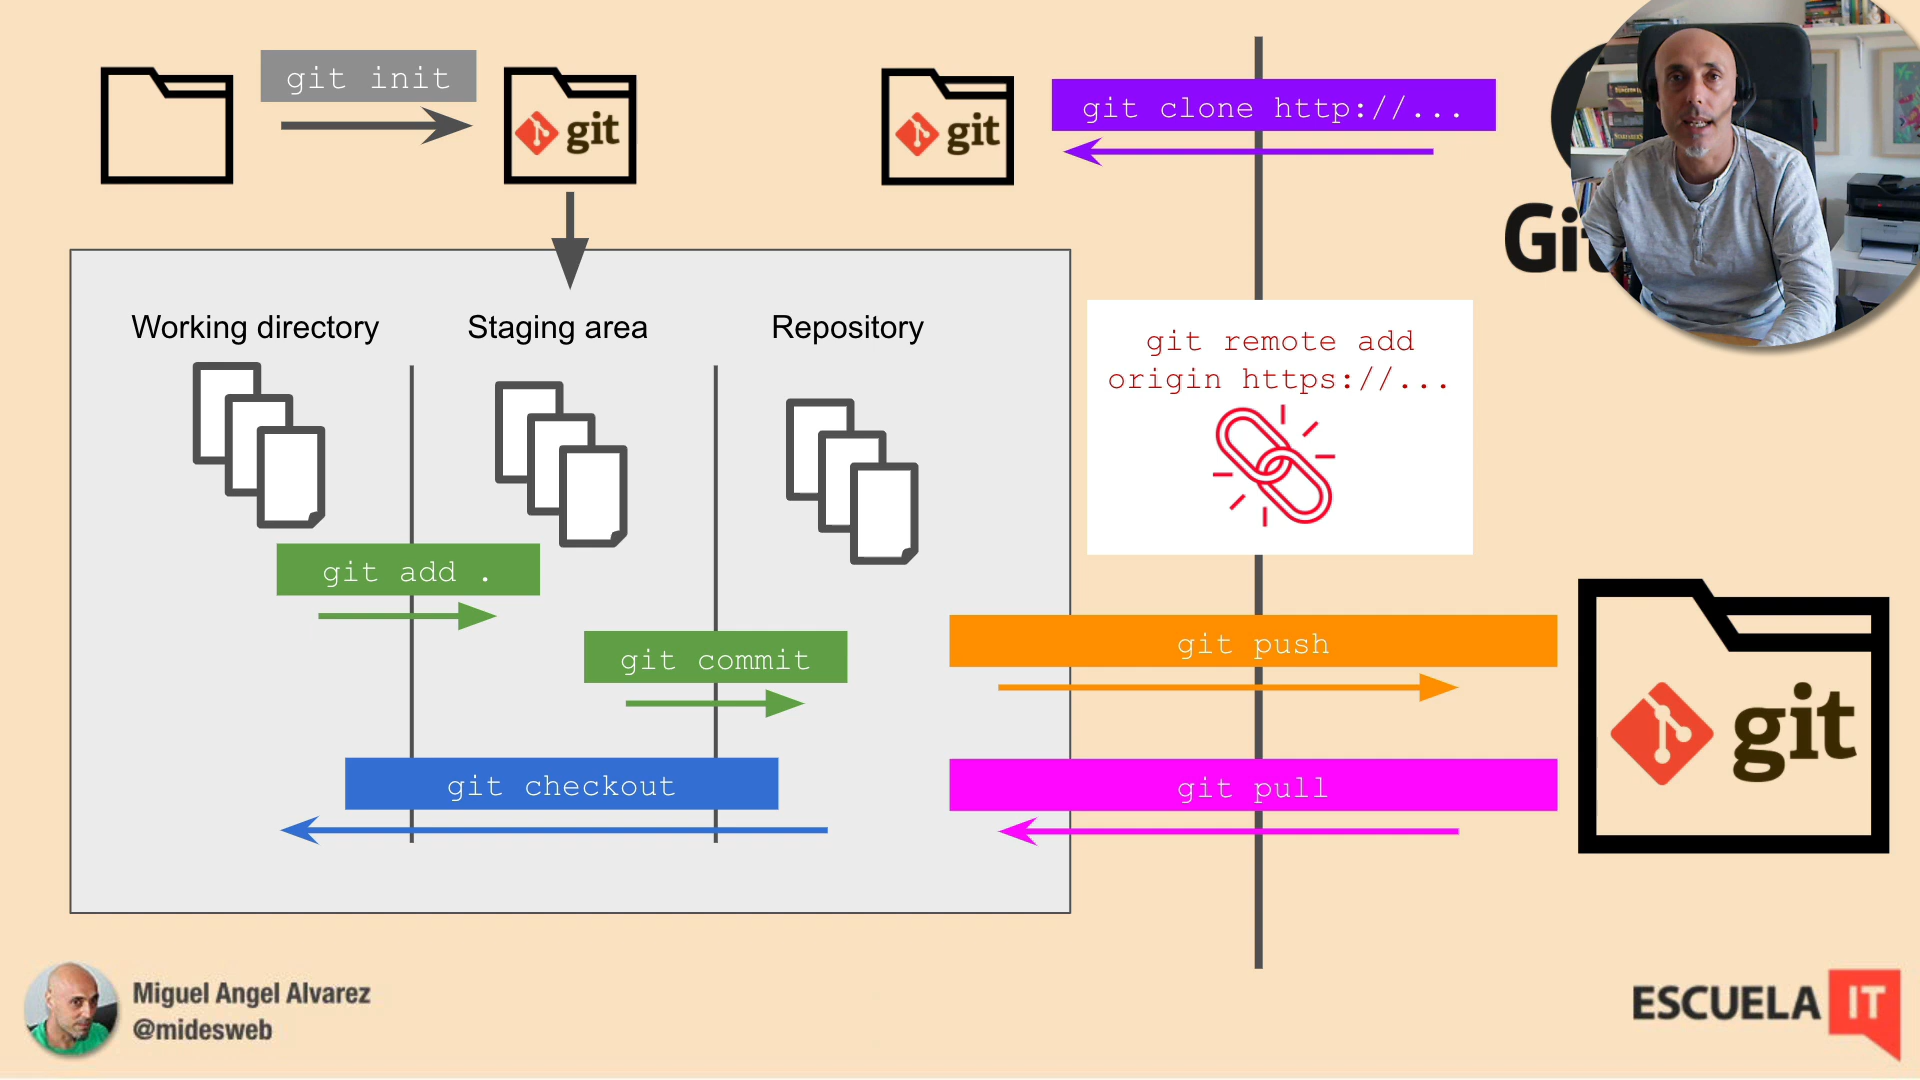 git init
git
git
git clone http://...
Git
Working directory
Staging area
Repository
git remote add
origin https://...
git add .
git commit
git push
git checkout
git pull
git
Miguel Angel Alvarez
@midesweb
ESCUELA IT